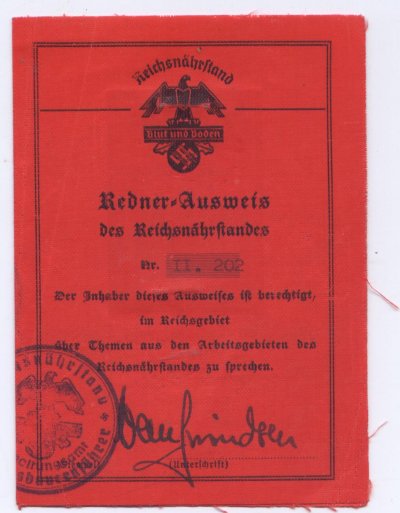 Reichsnährstand
Blut und Boden
Redner-Ausweis
des Reichsnährstandes
Nr. II. 202
Der Inhaber dieses Ausweises ist berechtigt,
im Reichsgebiet
über Themen aus den Arbeitsgebieten des
Reichsnährstandes zu sprechen.
(Unterschrift)